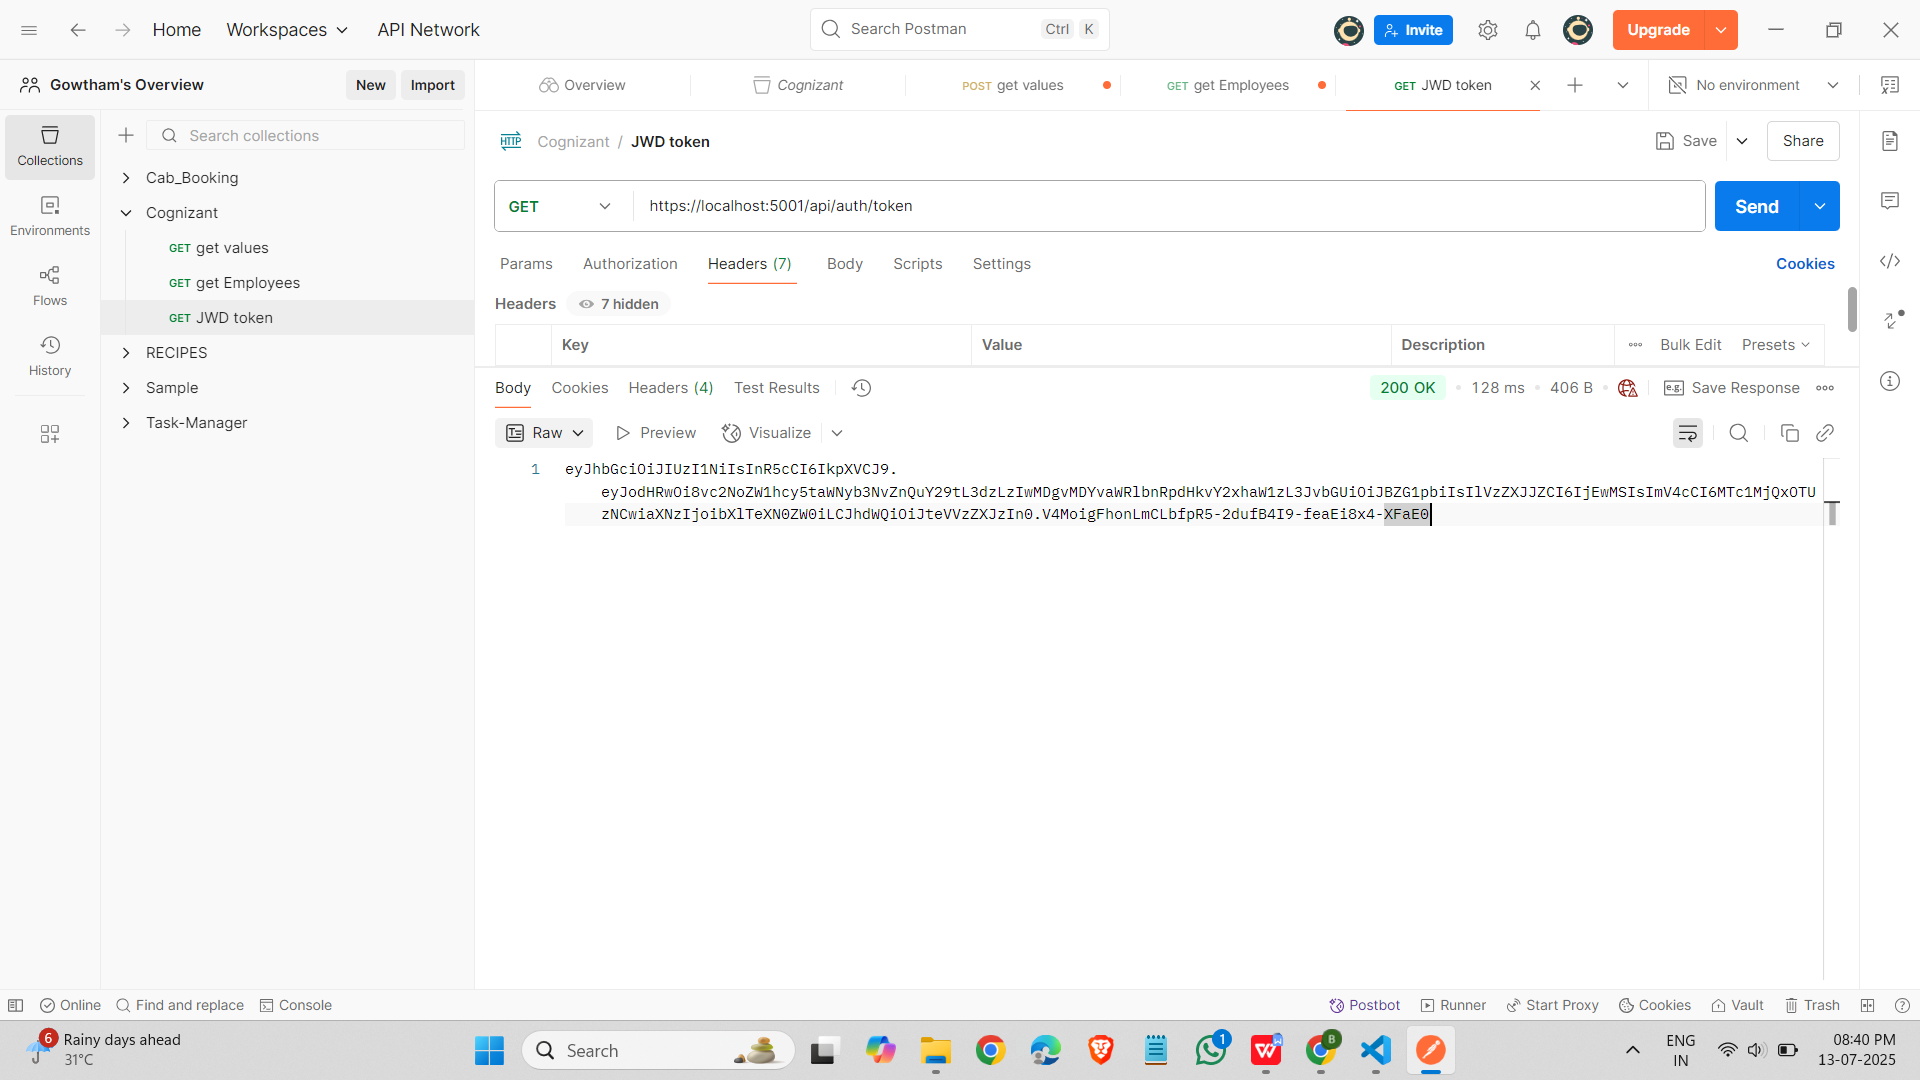 Home
Workspaces
API Network
Search Postman
Ctrl
K
Invite
Upgrade
Gowtham's Overview
New
Import
Overview
Cognizant
POST get values
GET get Employees
GET JWD token
No environment
Collections
Environments
Flows
History
Search collections
Cab_Booking
Cognizant
GET get values
GET get Employees
GET JWD token
RECIPES
Sample
Task-Manager
HTTP
Cognizant / JWD token
Save
Share
GET
https://localhost:5001/api/auth/token
Send
Params
Authorization
Headers (7)
Body
Scripts
Settings
Cookies
Headers
7 hidden
Key
Value
Description
Bulk Edit
Presets
Body
Cookies
Headers (4)
Test Results
200 OK
128 ms
406 B
e.g.
Save Response
Raw
Preview
Visualize
1
eyJhbGciOiJIUzI1NiIsInR5cCI6IkpXVCJ9.
eyJodHRwOi8vc2NoZW1hcy5taWNyb3NvZnQuY29tL3dzLzIwMDgvMDYvaWRlbnRpdHkvY2xhaW1zL3JvbGUiOiJBZG1pbiIsIlVzZXJJZCI6IjEwMSIsImV4cCI6MTc1MjQxOTU
zNCwiaXNzIjoibXlTeXN0ZW0iLCJhdWQiOiJteVVzZXJzIn0.V4MoigFhonLmCLbfpR5-2dufB4I9-feaEi8x4-XFaE0
Online
Find and replace
Console
Postbot
Runner
Start Proxy
Cookies
Vault
Trash
6
Rainy days ahead
31°C
Search
1
B
ENG
IN
08:40 PM
13-07-2025